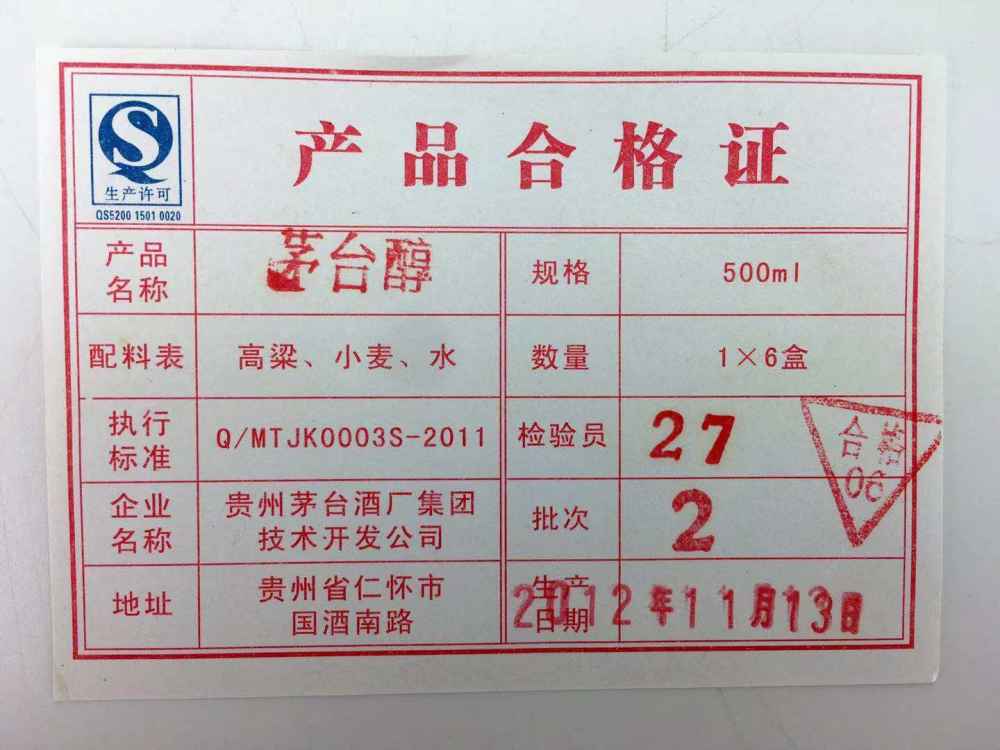 产品合格证
生产许可
QS5200 1501 0020
产品
名称
茅台醇
规格
500ml
配料表
高粱、小麦、水
数量
1×6盒
执行
标准
Q/MTJK0003S-2011
检验员
27
合格
06
企业
名称
贵州茅台酒厂集团
技术开发公司
批次
2
地址
贵州省仁怀市
国酒南路
生产
日期
2012年11月13日